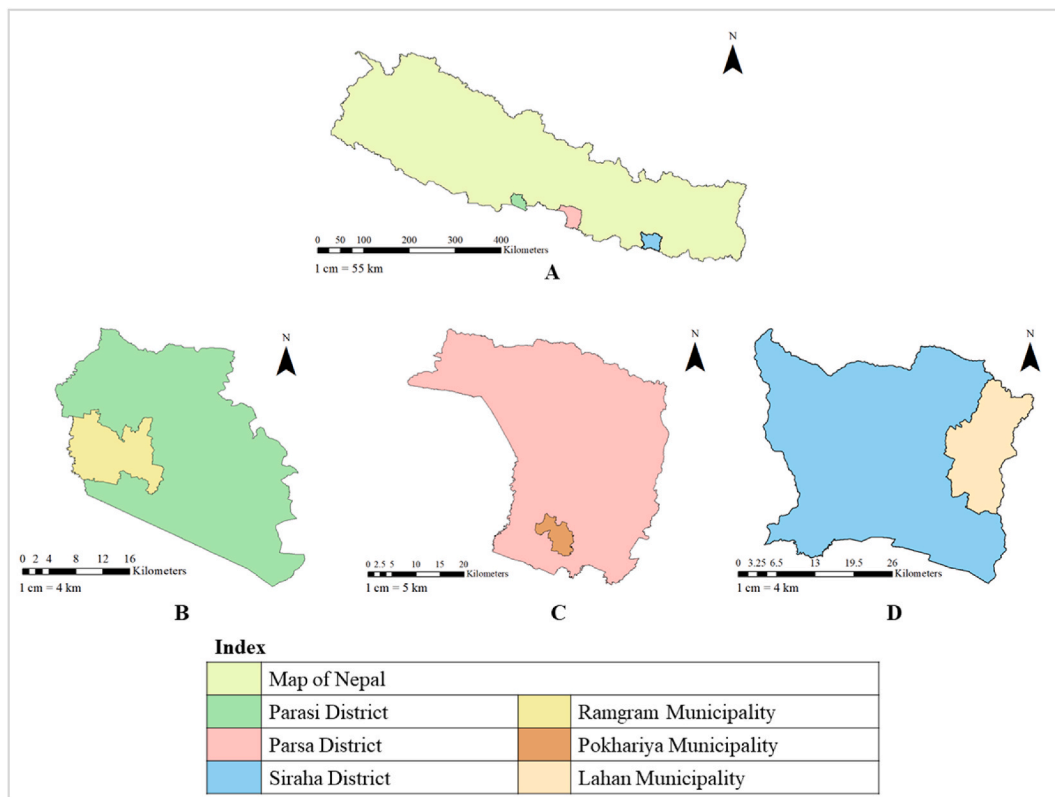 N
0 50 100 200 300 400
Kilometers
1 cm = 55 km
A
N
0 2 4 8 12 16
Kilometers
1 cm = 4 km
B
N
0 2.5 5 10 15 20
Kilometers
1 cm = 5 km
C
N
0 3.25 6.5 13 19.5 26
Kilometers
1 cm = 4 km
D
Index
Map of Nepal
Parasi District Ramgram Municipality
Parsa District Pokhariya Municipality
Siraha District Lahan Municipality